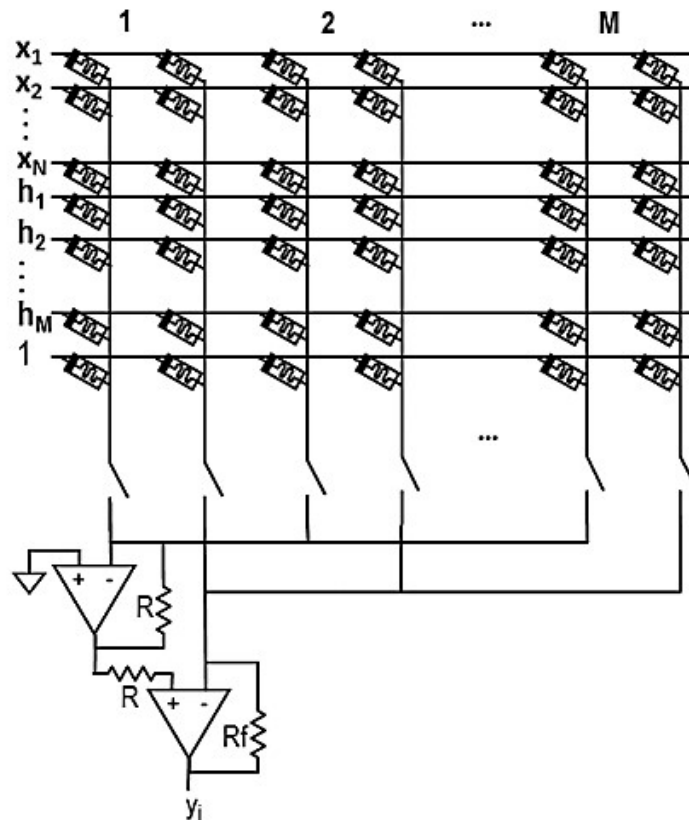 1 2 ... M
x1
x2
⋮
xN
h1
h2
⋮
hM
1
...
+ -
R
R
+ -
Rf
yi